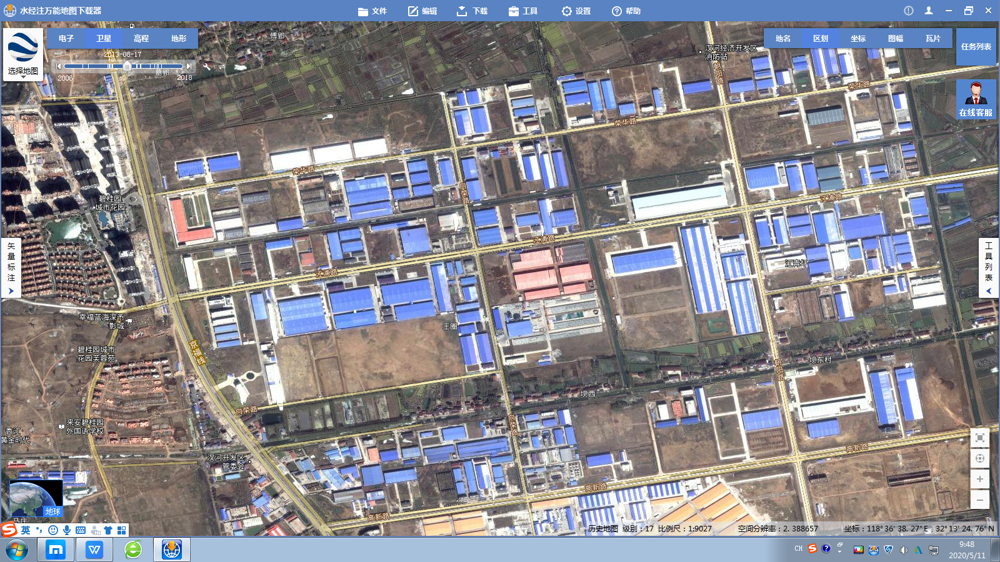 水经注万能地图下载器
文件
编辑
下载
工具
设置
帮助
选择地图
电子
卫星
高程
地形
2013-08-17
2006
2018
地名
区划
坐标
图幅
瓦片
任务列表
在线客服
傅郢
葛郢
汊河经济开发区
消防站
朝阳路
荣华路
荣华路
荣华路
向荣路
碧桂园
城市花园
江浦路
江浦路
江浦路
江青圩
矢量标注
工具列表
幸福蓝海深了
影城
王圈
碧桂园城市
花园芙蓉苑
京福线
朝阳路
坝东村
坝西
向荣路
向荣路
来安碧桂园
外国语学校
香江
黄金时代
汊河开发区
管委会
高新路
高新路
高新路
地球
马庄
英
历史地图 级别：17 比例尺：1:9027
空间分辨率：2.388657
坐标：118°36'38.27"E，32°13'24.76"N
CH
9:48
2020/5/11